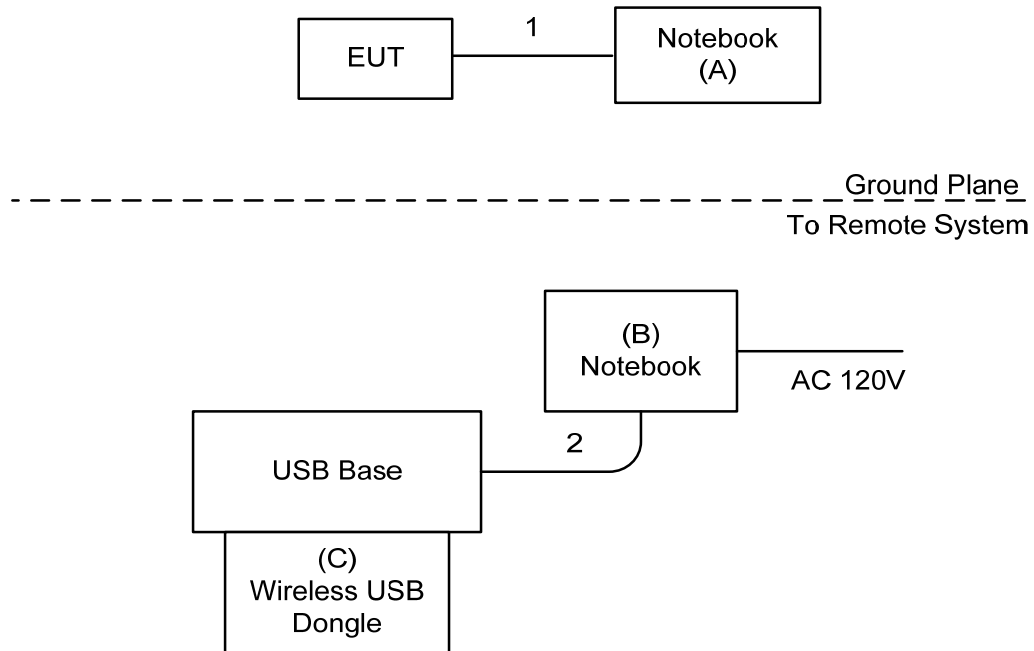 1
EUT
Notebook
(A)
Ground Plane
To Remote System
(B)
Notebook
AC 120V
2
USB Base
(C)
Wireless USB
Dongle